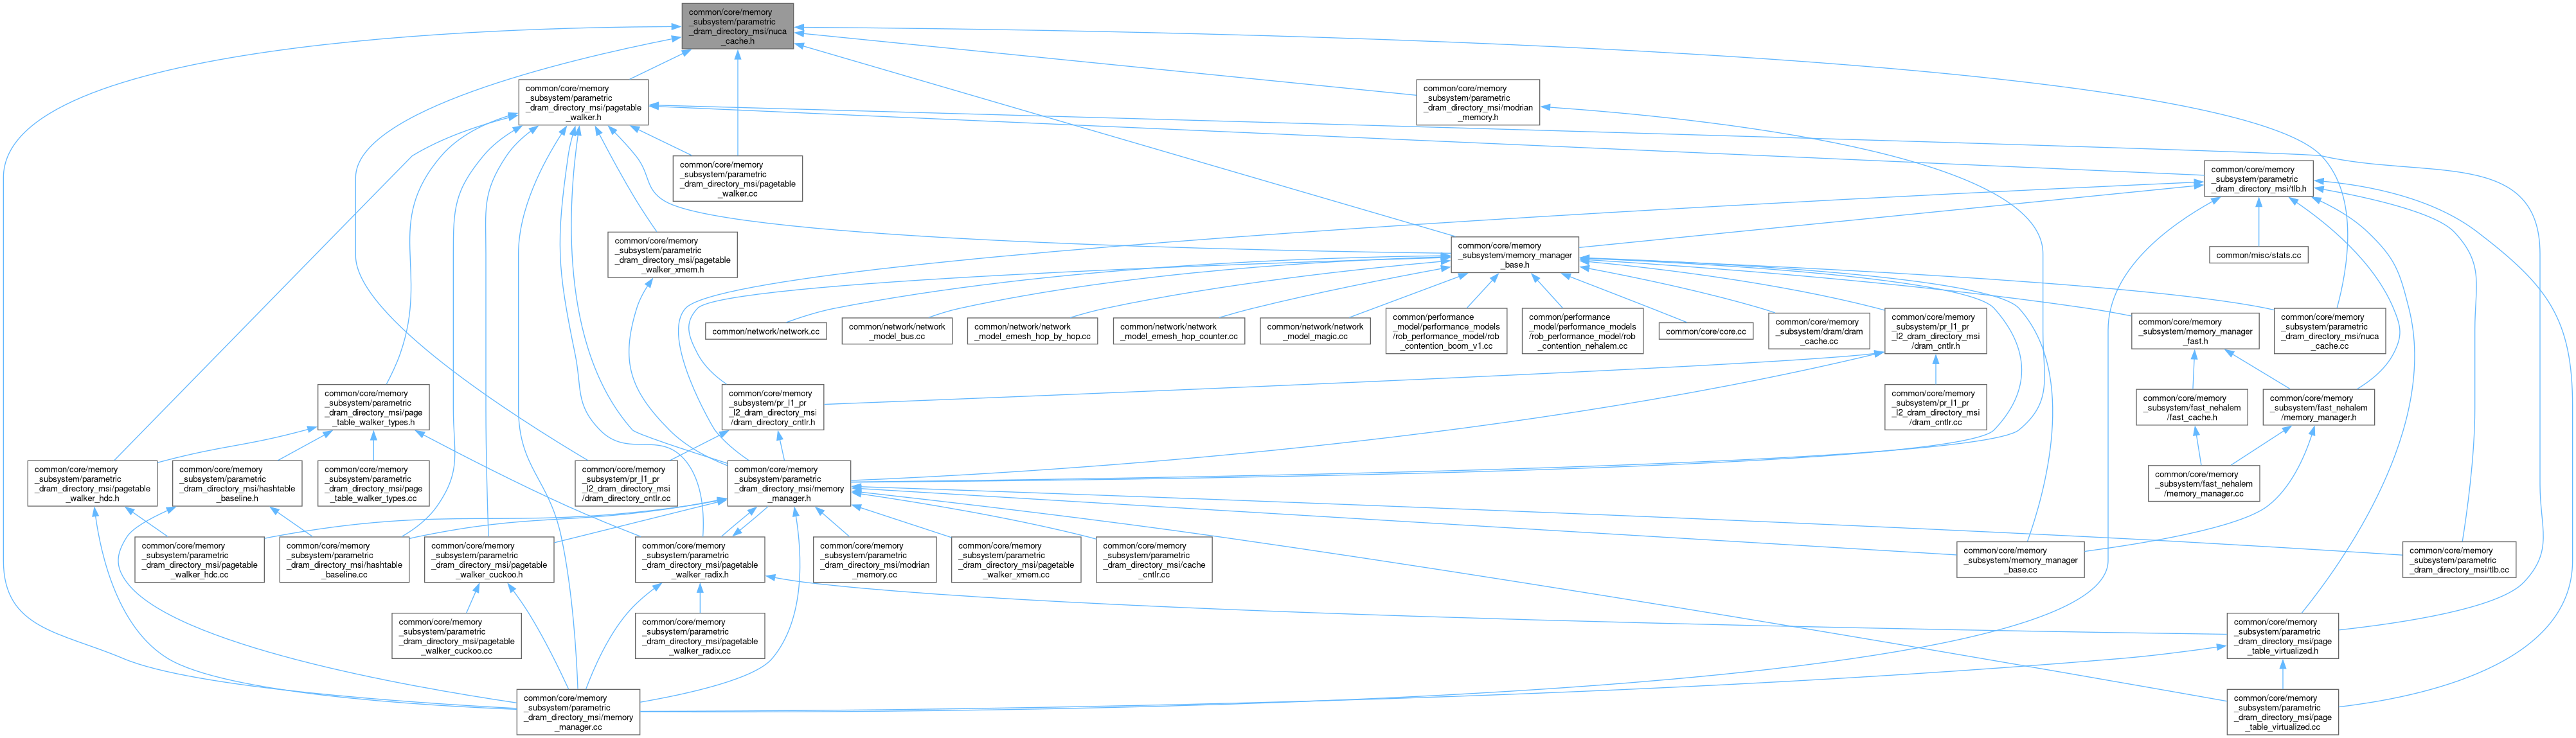 common/core/memory
_subsystem/parametric
_dram_directory_msi/nuca
_cache.h
common/core/memory
_subsystem/parametric
_dram_directory_msi/pagetable
_walker.h
common/core/memory
_subsystem/parametric
_dram_directory_msi/modrian
_memory.h
common/core/memory
_subsystem/parametric
_dram_directory_msi/pagetable
_walker.cc
common/core/memory
_subsystem/parametric
_dram_directory_msi/tlb.h
common/core/memory
_subsystem/parametric
_dram_directory_msi/pagetable
_walker_xmem.h
common/core/memory
_subsystem/memory_manager
_base.h
common/misc/stats.cc
common/network/network.cc
common/network/network
_model_bus.cc
common/network/network
_model_emesh_hop_by_hop.cc
common/network/network
_model_emesh_hop_counter.cc
common/network/network
_model_magic.cc
common/performance
_model/performance_models
/rob_performance_model/rob
_contention_boom_v1.cc
common/performance
_model/performance_models
/rob_performance_model/rob
_contention_nehalem.cc
common/core/core.cc
common/core/memory
_subsystem/dram/dram
_cache.cc
common/core/memory
_subsystem/pr_l1_pr
_l2_dram_directory_msi
/dram_cntlr.h
common/core/memory
_subsystem/memory_manager
_fast.h
common/core/memory
_subsystem/parametric
_dram_directory_msi/nuca
_cache.cc
common/core/memory
_subsystem/parametric
_dram_directory_msi/page
_table_walker_types.h
common/core/memory
_subsystem/pr_l1_pr
_l2_dram_directory_msi
/dram_directory_cntlr.h
common/core/memory
_subsystem/pr_l1_pr
_l2_dram_directory_msi
/dram_cntlr.cc
common/core/memory
_subsystem/fast_nehalem
/fast_cache.h
common/core/memory
_subsystem/fast_nehalem
/memory_manager.h
common/core/memory
_subsystem/parametric
_dram_directory_msi/pagetable
_walker_hdc.h
common/core/memory
_subsystem/parametric
_dram_directory_msi/hashtable
_baseline.h
common/core/memory
_subsystem/parametric
_dram_directory_msi/page
_table_walker_types.cc
common/core/memory
_subsystem/pr_l1_pr
_l2_dram_directory_msi
/dram_directory_cntlr.cc
common/core/memory
_subsystem/parametric
_dram_directory_msi/memory
_manager.h
common/core/memory
_subsystem/fast_nehalem
/memory_manager.cc
common/core/memory
_subsystem/parametric
_dram_directory_msi/pagetable
_walker_hdc.cc
common/core/memory
_subsystem/parametric
_dram_directory_msi/hashtable
_baseline.cc
common/core/memory
_subsystem/parametric
_dram_directory_msi/pagetable
_walker_cuckoo.h
common/core/memory
_subsystem/parametric
_dram_directory_msi/pagetable
_walker_radix.h
common/core/memory
_subsystem/parametric
_dram_directory_msi/modrian
_memory.cc
common/core/memory
_subsystem/parametric
_dram_directory_msi/pagetable
_walker_xmem.cc
common/core/memory
_subsystem/parametric
_dram_directory_msi/cache
_cntlr.cc
common/core/memory
_subsystem/memory_manager
_base.cc
common/core/memory
_subsystem/parametric
_dram_directory_msi/tlb.cc
common/core/memory
_subsystem/parametric
_dram_directory_msi/pagetable
_walker_cuckoo.cc
common/core/memory
_subsystem/parametric
_dram_directory_msi/pagetable
_walker_radix.cc
common/core/memory
_subsystem/parametric
_dram_directory_msi/page
_table_virtualized.h
common/core/memory
_subsystem/parametric
_dram_directory_msi/memory
_manager.cc
common/core/memory
_subsystem/parametric
_dram_directory_msi/page
_table_virtualized.cc